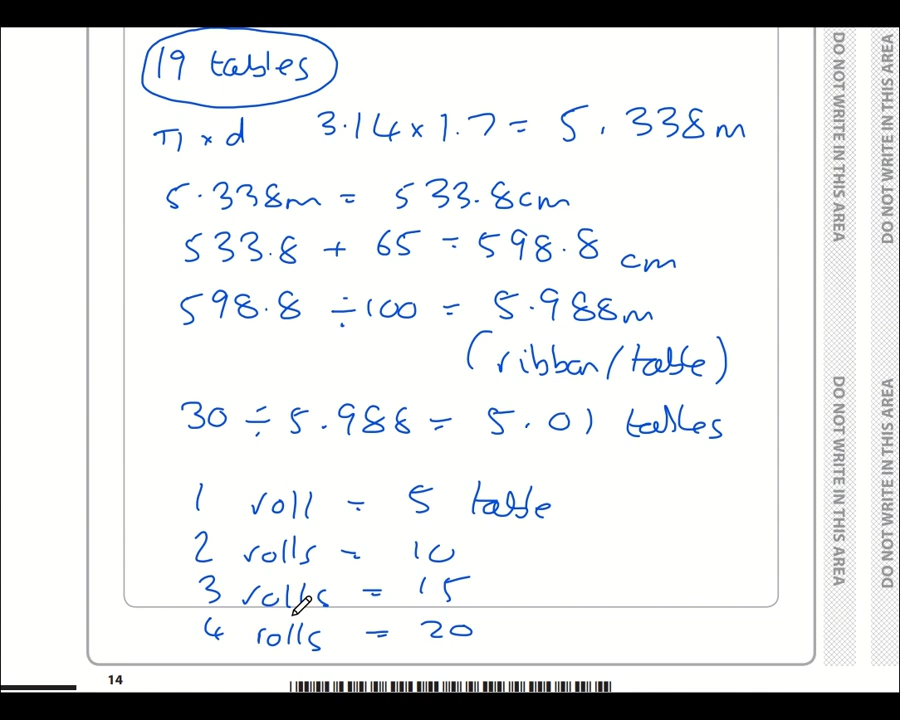 19 tables
π × d 3.14 × 1.7 = 5.338m
5.338m = 533.8cm
533.8 + 65 = 598.8 cm
598.8 ÷ 100 = 5.988m
(ribban/table)
30 ÷ 5.988 = 5.01 tables
1 roll = 5 table
2 rolls = 10
3 rolls = 15
4 rolls = 20
14
DO NOT WRITE IN THIS AREA
DO NOT WRITE IN THIS AREA
DO NOT WRITE IN THIS AREA
DO NOT WRITE IN THIS AREA